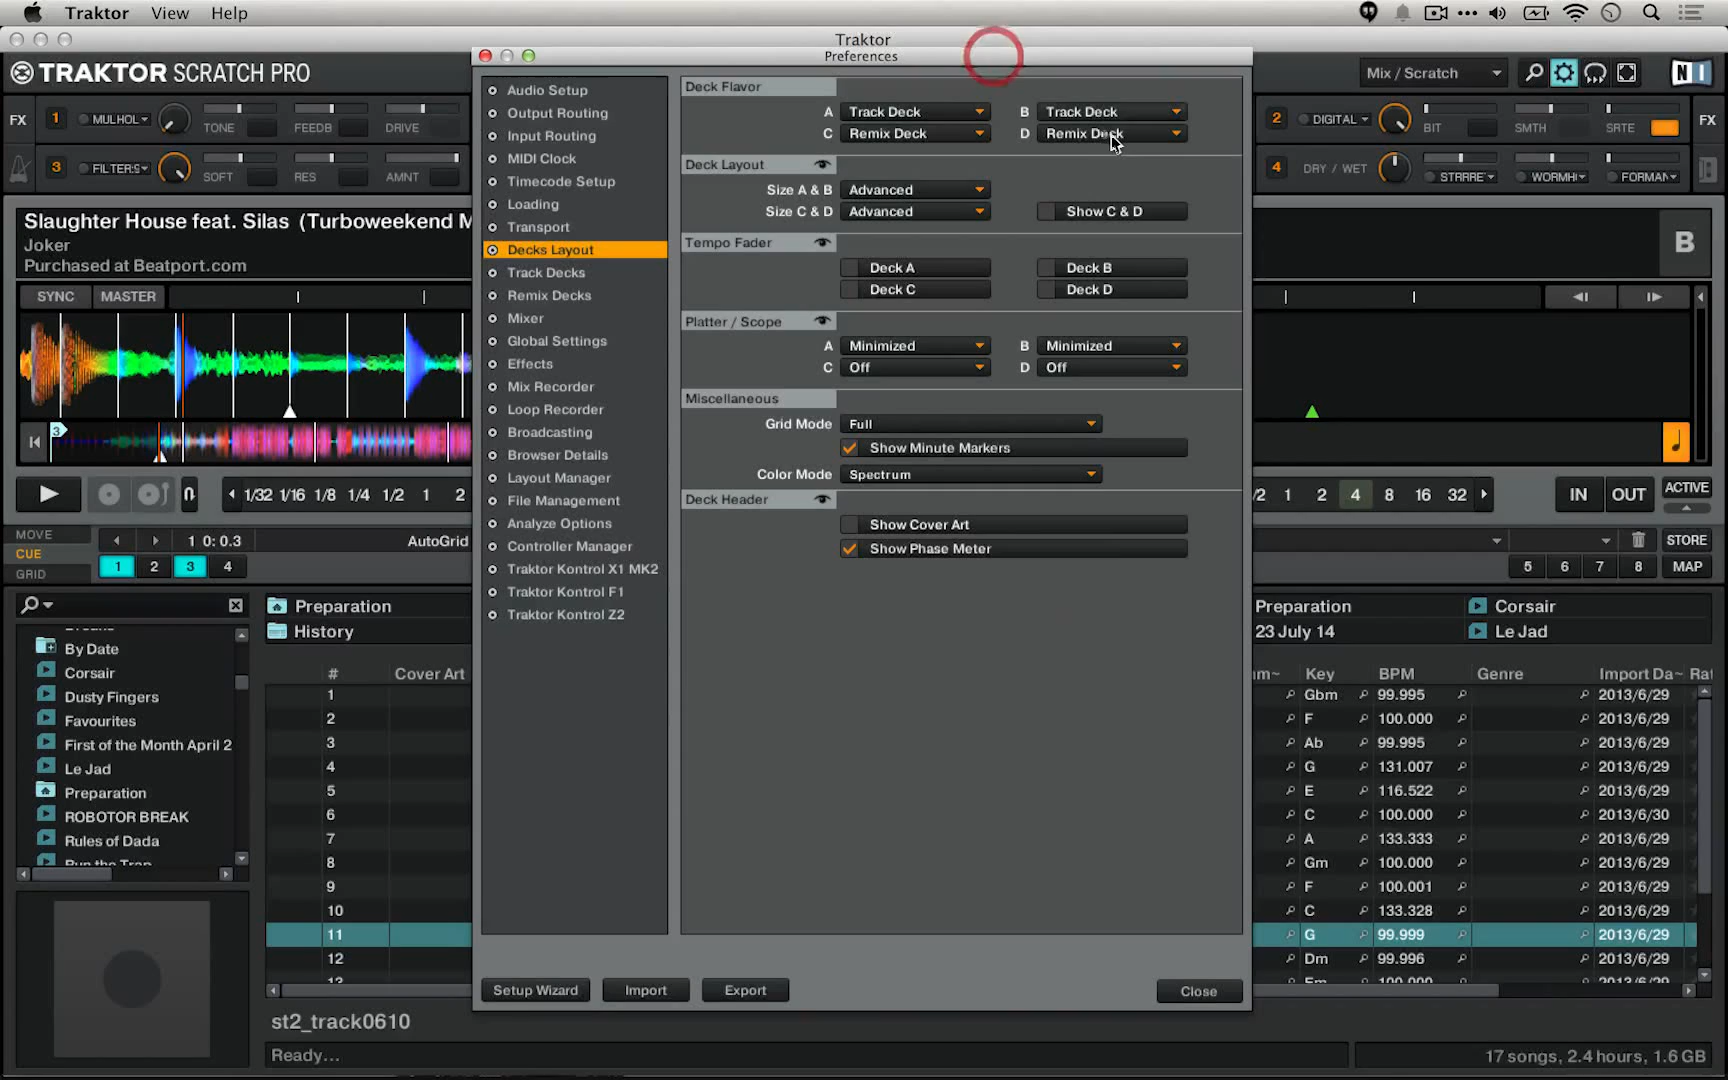 Traktor View Help
Traktor
Preferences
TRAKTOR SCRATCH PRO
Mix / Scratch
FX 1 MULHOL TONE FEEDB DRIVE
3 FILTER:S SOFT RES AMNT
2 DIGITAL BIT SMTH SRTE FX
4 DRY / WET STRRE WORMH FORMAN
Slaughter House feat. Silas (Turboweekend M
Joker
Purchased at Beatport.com
B
SYNC MASTER
3
1/32 1/16 1/8 1/4 1/2 1 2
/2 1 2 4 8 16 32 IN OUT ACTIVE
MOVE
CUE
GRID
1 0: 0.3 AutoGrid
1 2 3 4
STORE
5 6 7 8 MAP
Audio Setup
Output Routing
Input Routing
MIDI Clock
Timecode Setup
Loading
Transport
Decks Layout
Track Decks
Remix Decks
Mixer
Global Settings
Effects
Mix Recorder
Loop Recorder
Broadcasting
Browser Details
Layout Manager
File Management
Analyze Options
Controller Manager
Traktor Kontrol X1 MK2
Traktor Kontrol F1
Traktor Kontrol Z2
Deck Flavor
A Track Deck B Track Deck
C Remix Deck D Remix Deck
Deck Layout
Size A & B Advanced
Size C & D Advanced Show C & D
Tempo Fader
Deck A Deck B
Deck C Deck D
Platter / Scope
A Minimized B Minimized
C Off D Off
Miscellaneous
Grid Mode Full
Show Minute Markers
Color Mode Spectrum
Deck Header
Show Cover Art
Show Phase Meter
Setup Wizard Import Export Close
Preparation
History
Preparation Corsair
23 July 14 Le Jad
By Date
Corsair
Dusty Fingers
Favourites
First of the Month April 2
Le Jad
Preparation
ROBOTOR BREAK
Rules of Dada
Run the Trap
# Cover Art
Key BPM Genre Import Da~ Rat
1 Gbm 99.995 2013/6/29
2 F 100.000 2013/6/29
3 Ab 99.995 2013/6/29
4 G 131.007 2013/6/29
5 E 116.522 2013/6/29
6 C 100.000 2013/6/30
7 A 133.333 2013/6/29
8 Gm 100.000 2013/6/29
9 F 100.001 2013/6/29
10 C 133.328 2013/6/29
11 G 99.999 2013/6/29
12 Dm 99.996 2013/6/29
13 Em 100.000 2013/6/29
st2_track0610
Ready...
17 songs, 2.4 hours, 1.6 GB